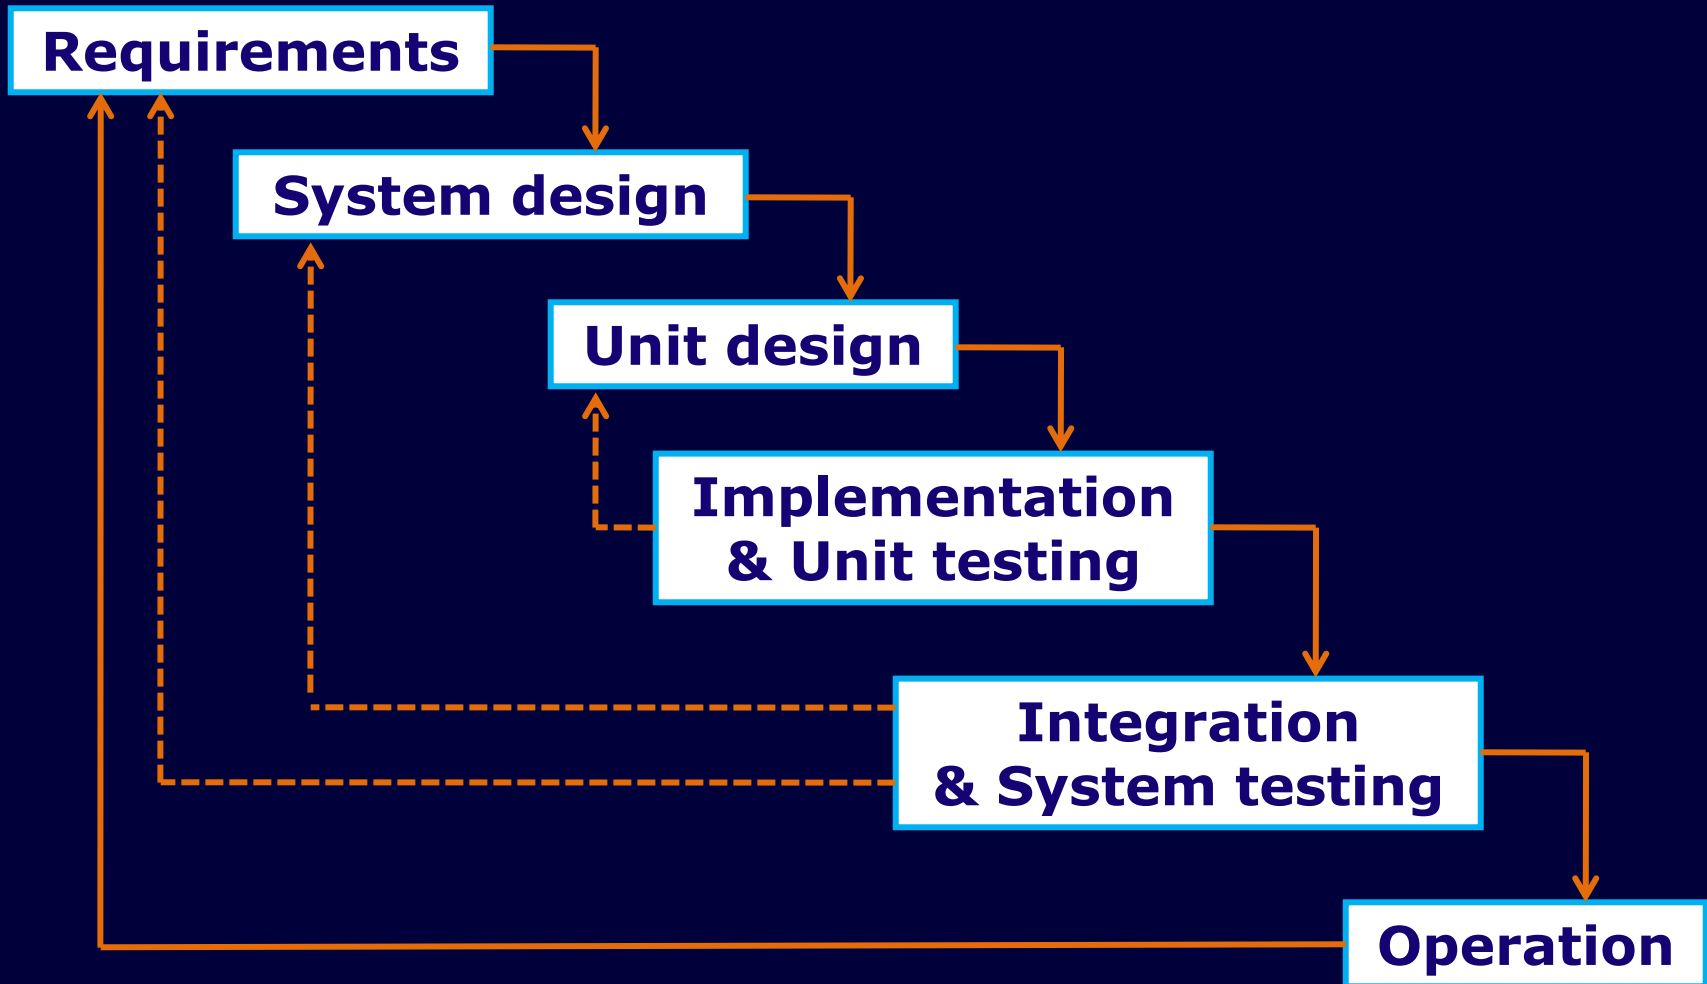 Requirements
System design
Unit design
Implementation
& Unit testing
Integration
& System testing
Operation